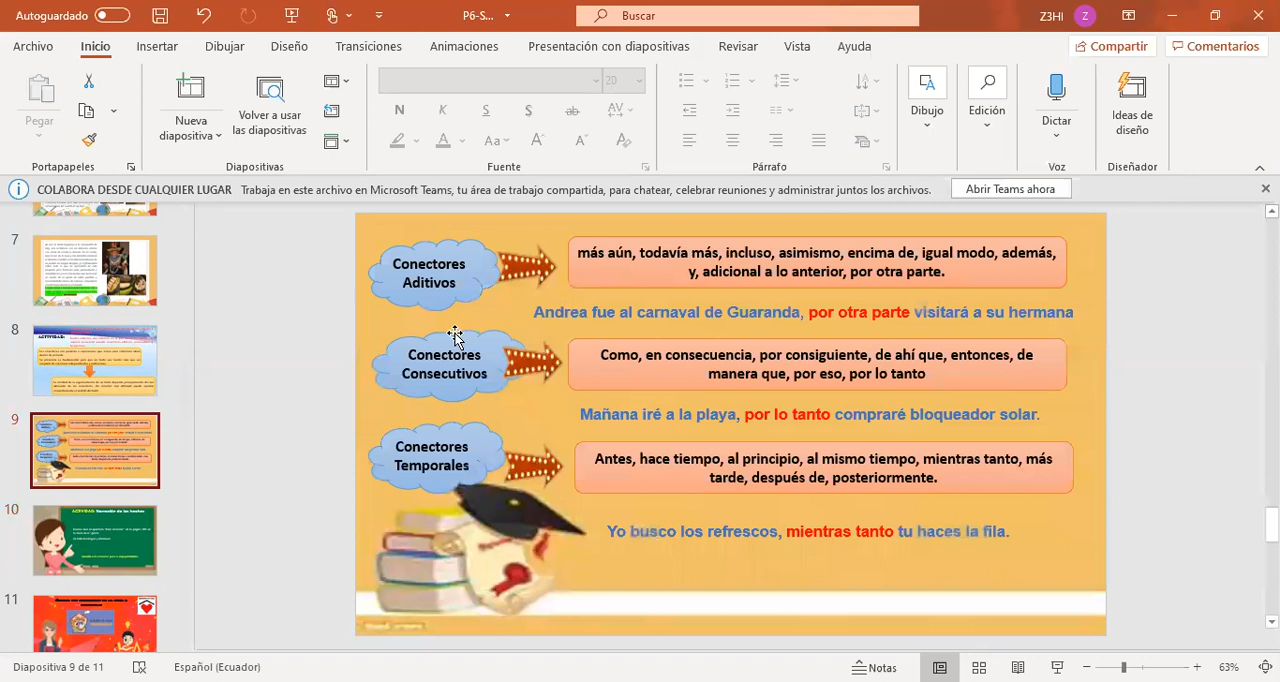 Autoguardado
P6-S...
Buscar
Z3HI
Z
Archivo
Inicio
Insertar
Dibujar
Diseño
Transiciones
Animaciones
Presentación con diapositivas
Revisar
Vista
Ayuda
Compartir
Comentarios
Pegar
Nueva
diapositiva
Volver a usar
las diapositivas
20
N K S S ab AV
Aa A A
Dibujo
Edición
Dictar
Ideas de
diseño
Portapapeles
Diapositivas
Fuente
Párrafo
Voz
Diseñador
COLABORA DESDE CUALQUIER LUGAR Trabaja en este archivo en Microsoft Teams, tu área de trabajo compartida, para chatear, celebrar reuniones y administrar juntos los archivos.
Abrir Teams ahora
7
8
ACTIVIDAD:
9
10
11
Conectores
Aditivos
más aún, todavía más, incluso, asimismo, encima de, igual modo, además,
y, adicional a lo anterior, por otra parte.
Andrea fue al carnaval de Guaranda, por otra parte visitará a su hermana
Conectores
Consecutivos
Como, en consecuencia, por consiguiente, de ahí que, entonces, de
manera que, por eso, por lo tanto
Mañana iré a la playa, por lo tanto compraré bloqueador solar.
Conectores
Temporales
Antes, hace tiempo, al principio, al mismo tiempo, mientras tanto, más
tarde, después de, posteriormente.
Yo busco los refrescos, mientras tanto tu haces la fila.
Diapositiva 9 de 11
Español (Ecuador)
Notas
63%